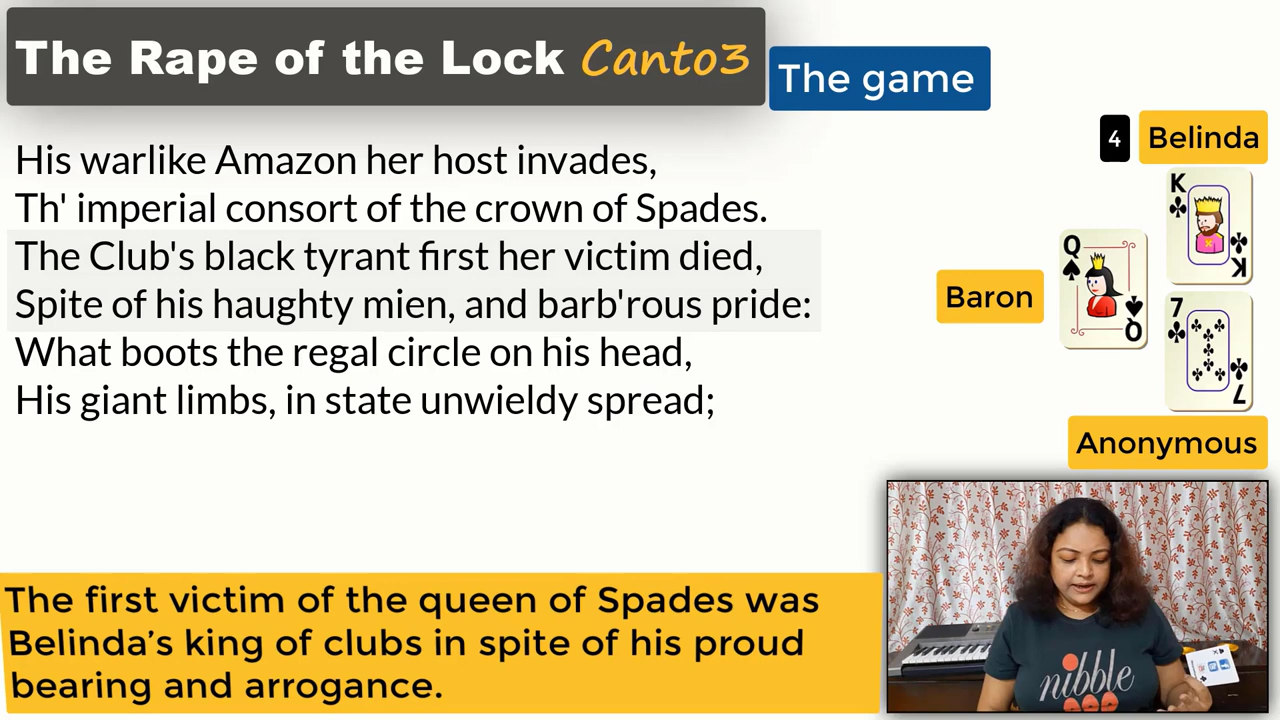 The Rape of the Lock Canto3
The game
His warlike Amazon her host invades,
Th' imperial consort of the crown of Spades.
The Club's black tyrant first her victim died,
Spite of his haughty mien, and barb'rous pride:
What boots the regal circle on his head,
His giant limbs, in state unwieldy spread;
4 Belinda
K
K
Baron
Q
Q
7
7
Anonymous
The first victim of the queen of Spades was
Belinda’s king of clubs in spite of his proud
bearing and arrogance.
nibble